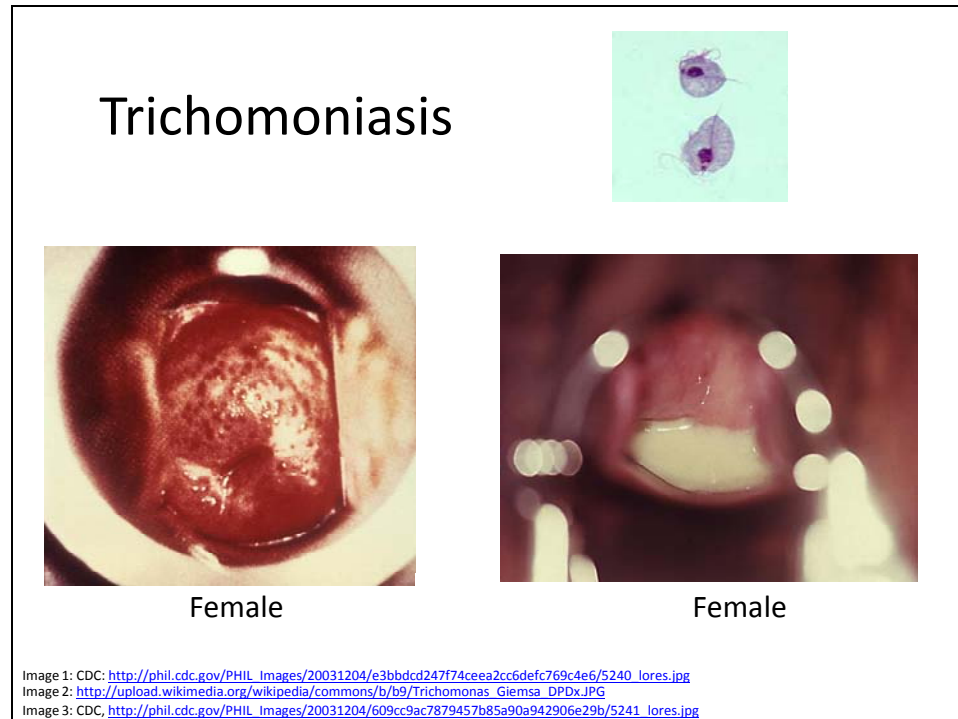 Trichomoniasis
Female
Female
Image 1: CDC: http://phil.cdc.gov/PHIL_Images/20031204/e3bbdcd247f74ceea2cc6defc769c4e6/5240_lores.jpg
Image 2: http://upload.wikimedia.org/wikipedia/commons/b/b9/Trichomonas_Giemsa_DPDx.JPG
Image 3: CDC, http://phil.cdc.gov/PHIL_Images/20031204/609cc9ac7879457b85a90a942906e29b/5241_lores.jpg